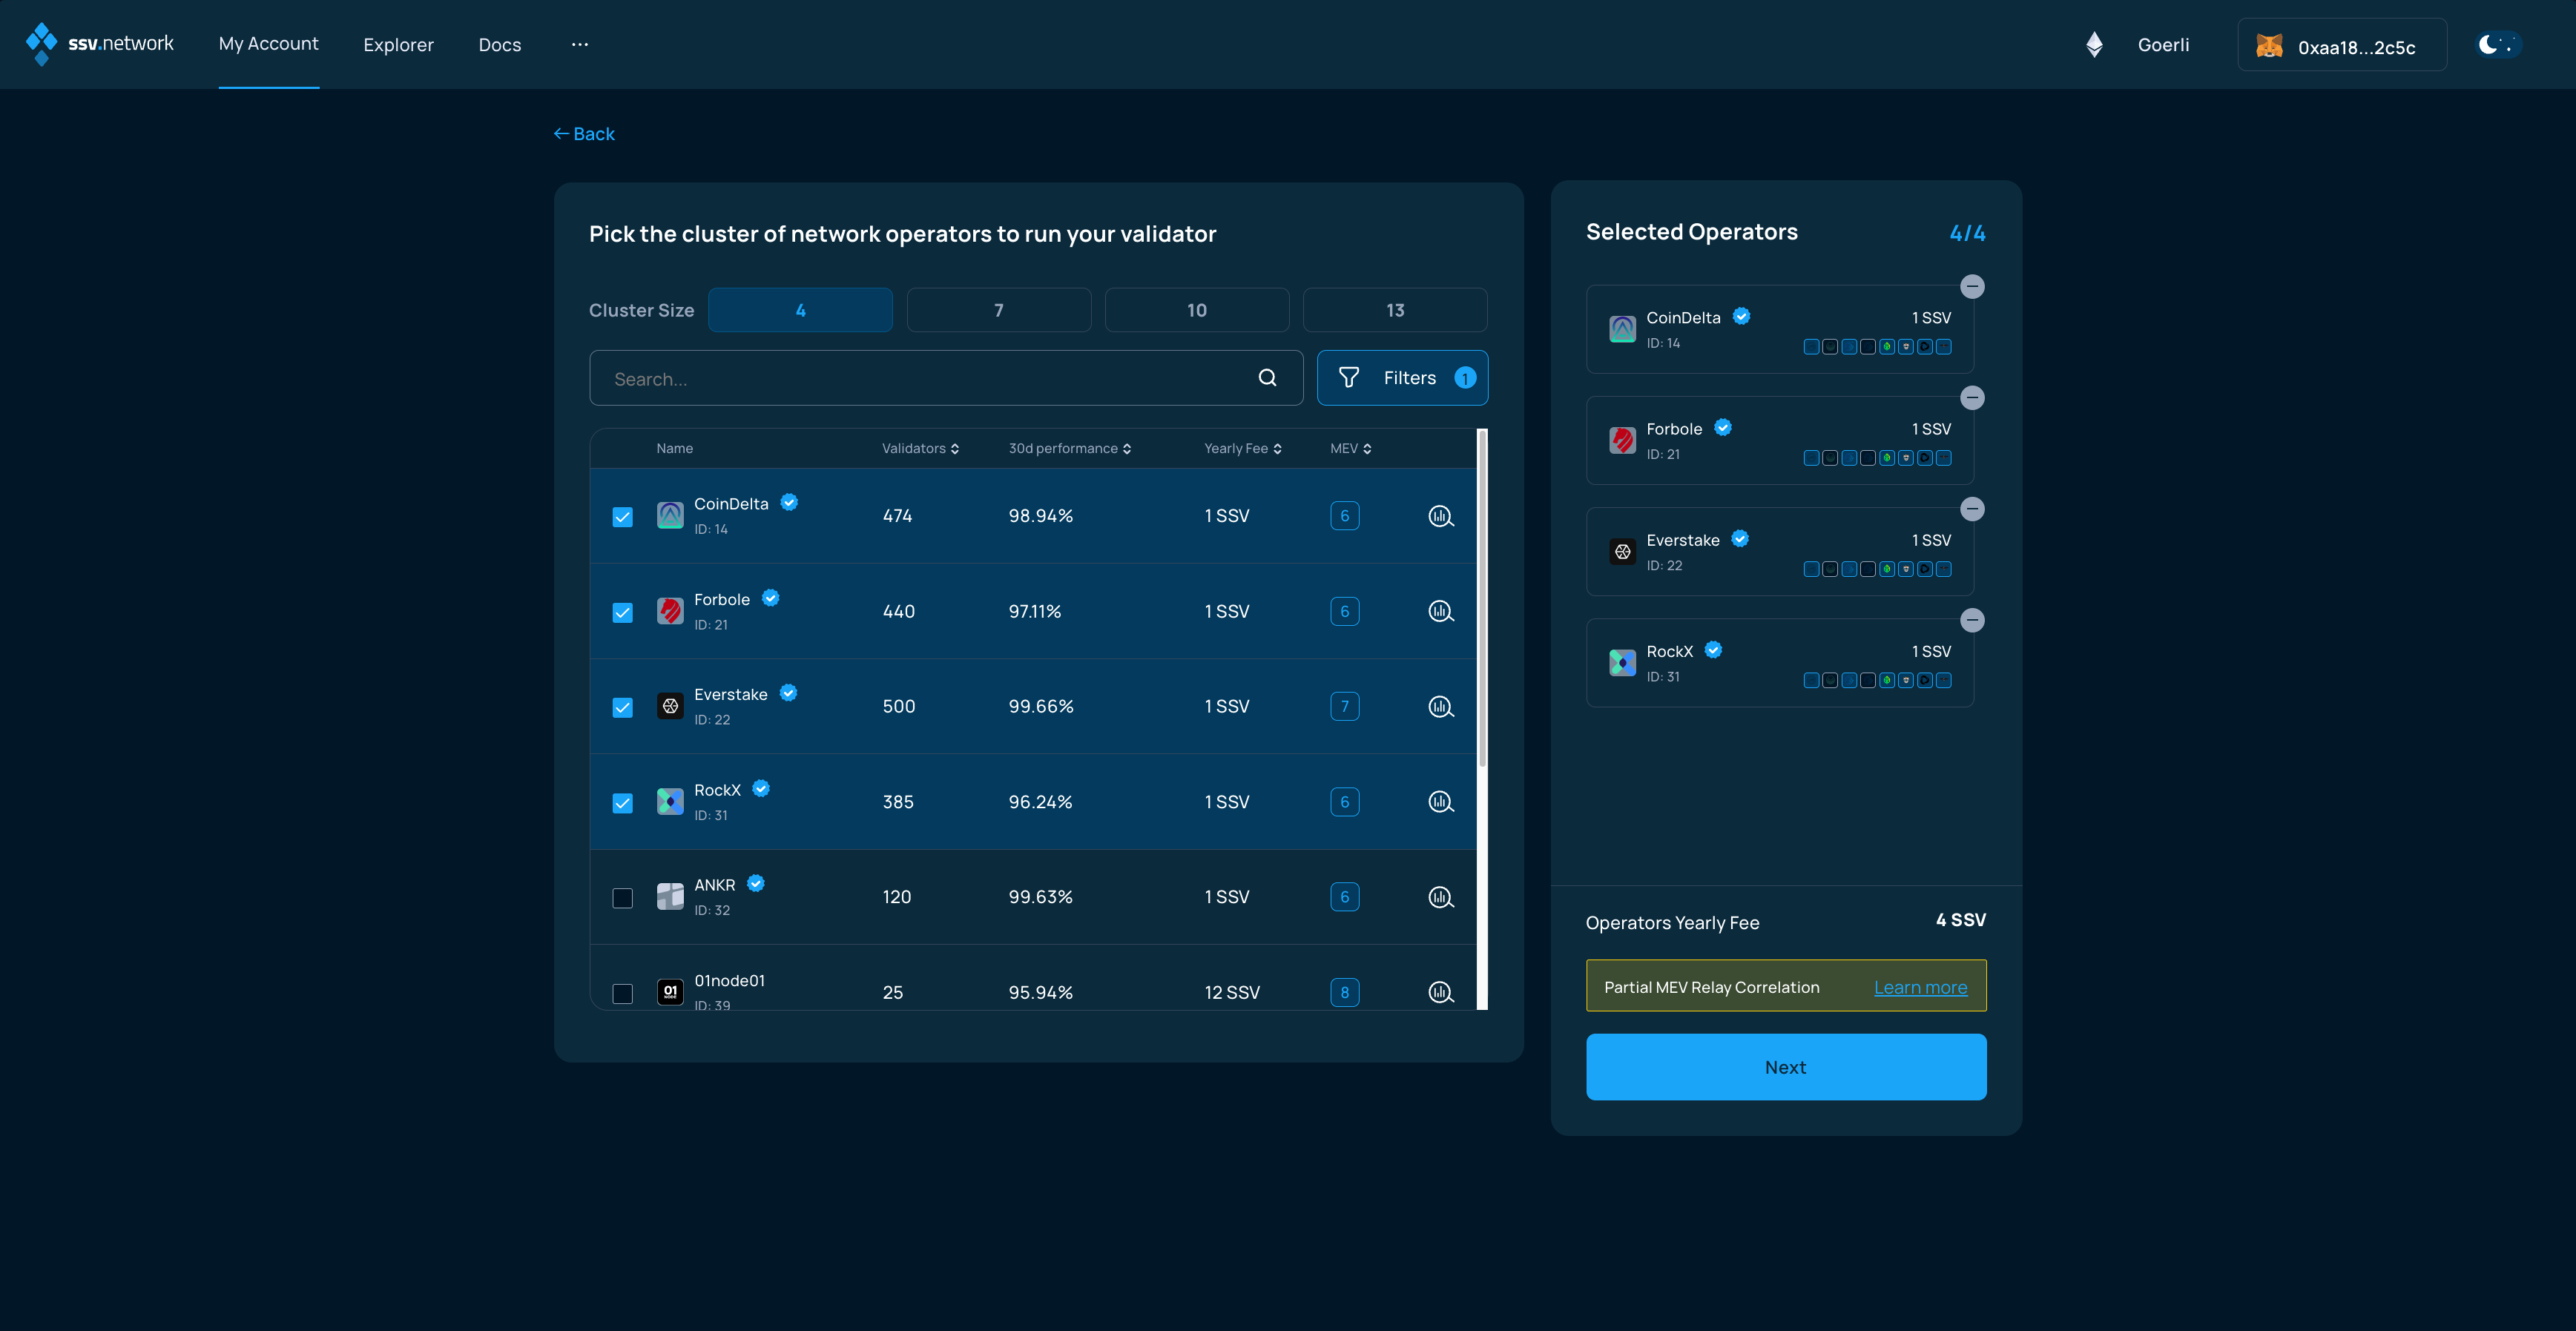 ssv.network My Account Explorer Docs ... Goerli 0xaa18...2c5c
← Back
Pick the cluster of network operators to run your validator
Cluster Size 4 7 10 13
Search... Filters 1
Name Validators 30d performance Yearly Fee MEV
CoinDelta
ID: 14
474 98.94% 1 SSV 6
Forbole
ID: 21
440 97.11% 1 SSV 6
Everstake
ID: 22
500 99.66% 1 SSV 7
RockX
ID: 31
385 96.24% 1 SSV 6
ANKR
ID: 32
120 99.63% 1 SSV 6
01
NODE
01node01
ID: 39
25 95.94% 12 SSV 8
Selected Operators 4/4
CoinDelta 1 SSV
ID: 14
Forbole 1 SSV
ID: 21
Everstake 1 SSV
ID: 22
RockX 1 SSV
ID: 31
Operators Yearly Fee 4 SSV
Partial MEV Relay Correlation Learn more
Next